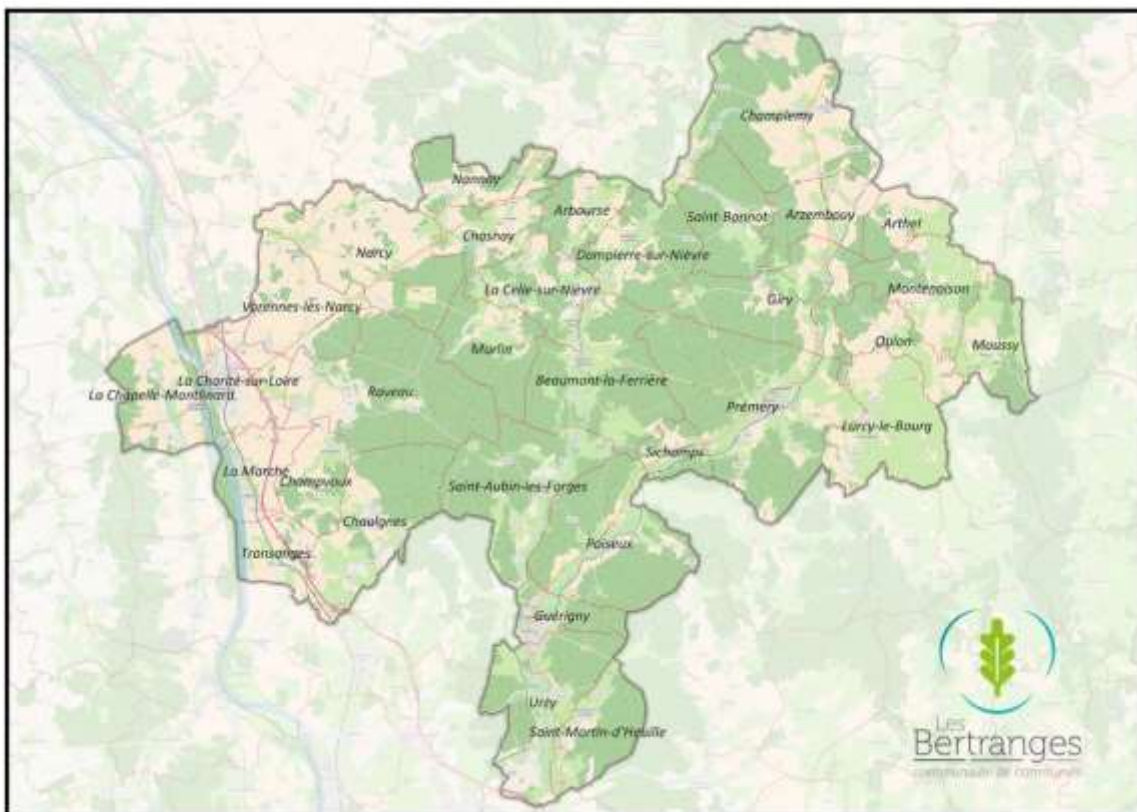 Champlemy
Nannay
Arbourse
Saint-Bonnot
Arzembouy
Arthel
Chasnay
Narcy
Dampierre-sur-Nièvre
La Celle-sur-Nièvre
Montenoison
Giry
Varennes-lès-Narcy
Oulon
Moussy
Murlin
La Charité-sur-Loire
Beaumont-la-Ferrière
La Chapelle-Montlinard
Raveau
Prémery
Lurcy-le-Bourg
Sichamps
La Marche
Champvoux
Saint-Aubin-les-Forges
Chaulgnes
Poiseux
Tronsanges
Guérigny
Urzy
Saint-Martin-d'Heuille
Les
Bertranges
communauté de communes